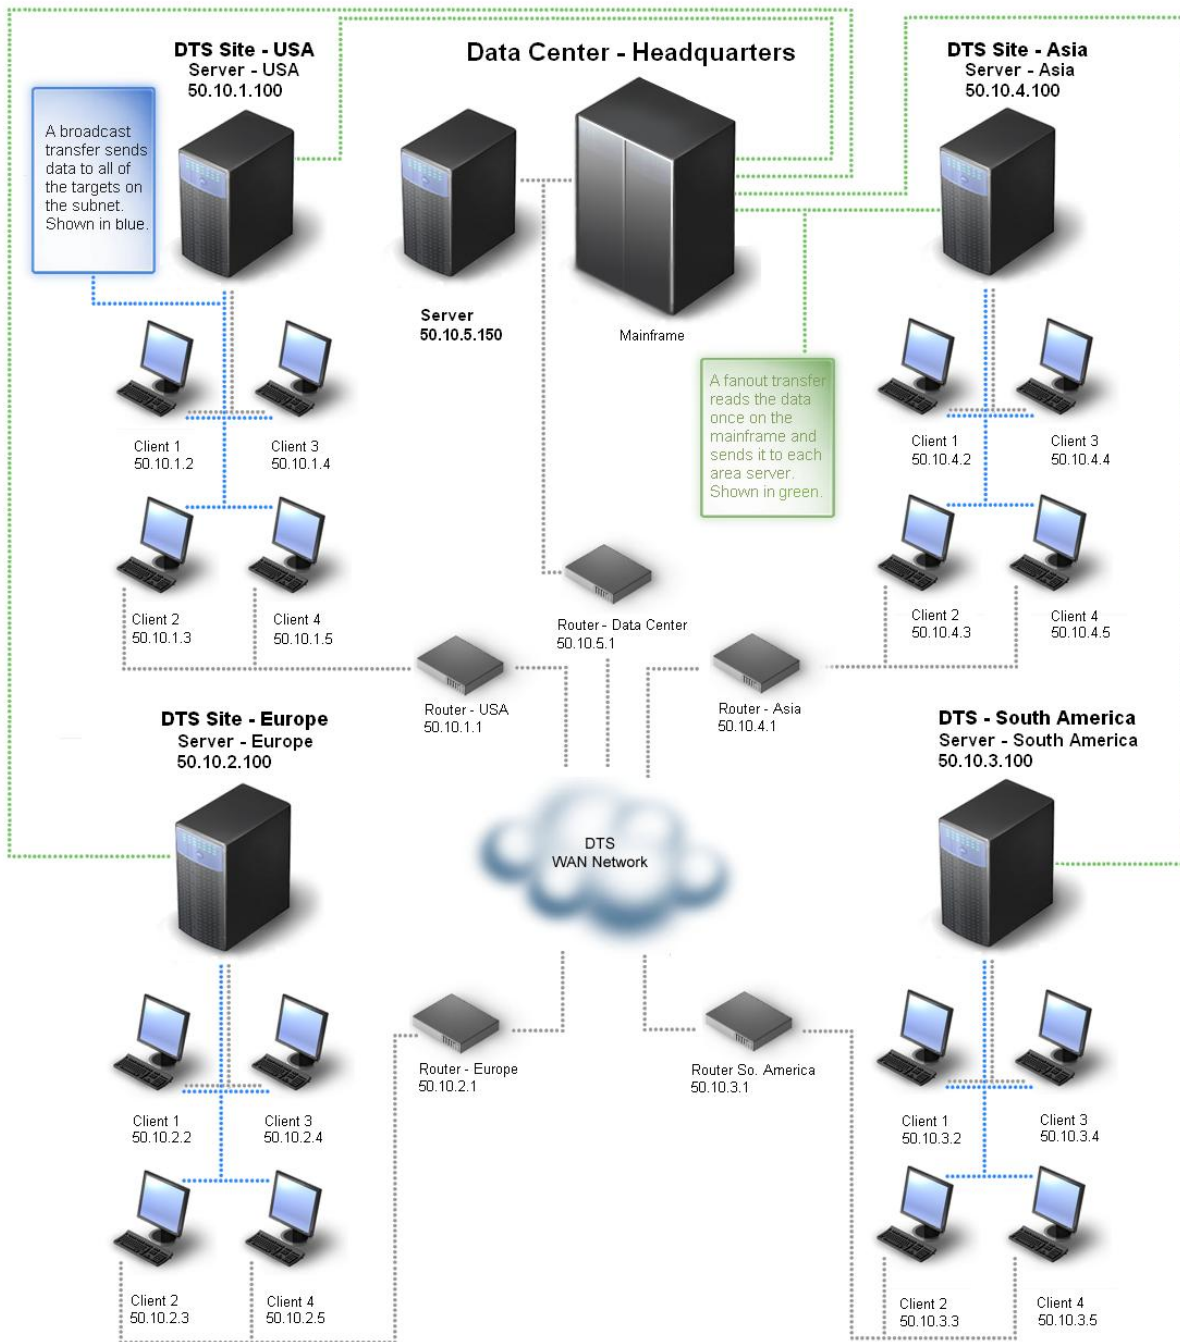 DTS Site - USA
Server - USA
50.10.1.100
Data Center - Headquarters
DTS Site - Asia
Server - Asia
50.10.4.100
A broadcast
transfer sends
data to all of
the targets on
the subnet.
Shown in blue.
Server
50.10.5.150
Mainframe
A fanout transfer
reads the data
once on the
mainframe and
sends it to each
area server.
Shown in green.
Client 1
50.10.1.2
Client 3
50.10.1.4
Client 1
50.10.4.2
Client 3
50.10.4.4
Client 2
50.10.1.3
Client 4
50.10.1.5
Router - Data Center
50.10.5.1
Client 2
50.10.4.3
Client 4
50.10.4.5
Router - USA
50.10.1.1
Router - Asia
50.10.4.1
DTS Site - Europe
Server - Europe
50.10.2.100
DTS - South America
Server - South America
50.10.3.100
DTS
WAN Network
Router - Europe
50.10.2.1
Router So. America
50.10.3.1
Client 1
50.10.2.2
Client 3
50.10.2.4
Client 1
50.10.3.2
Client 3
50.10.3.4
Client 2
50.10.2.3
Client 4
50.10.2.5
Client 2
50.10.3.3
Client 4
50.10.3.5